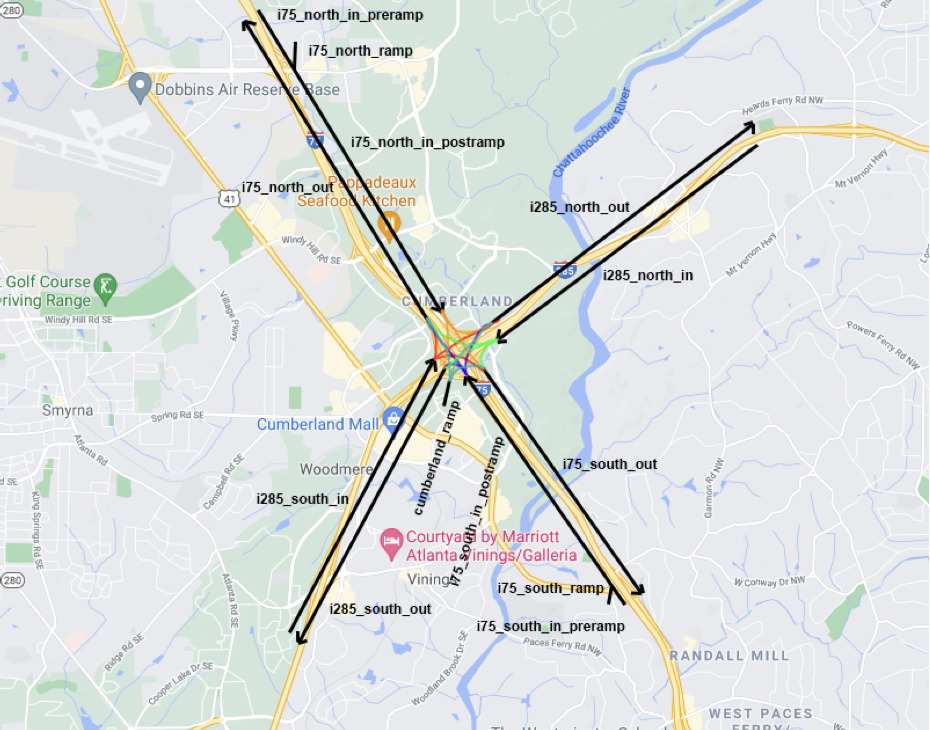 280
i75_north_in_preramp
i75_north_ramp
Dobbins Air Reserve Base
Heards Ferry Rd NW
Chattahoochee River
75
i75_north_in_postramp
Mt Vernon Hwy
i75_north_out
Pappadeaux
Seafood Kitchen
41
i285_north_out
Windy Hill Rd SE
Mt Vernon Hwy
285
i285_north_in
Golf Course
riving Range
Windy Hill Rd SE
Village Pkwy
CUMBERLAND
Powers Ferry Rd NW
75
Smyrna
Spring Rd SE
Cumberland Mall
Atlanta Rd
cumberland_ramp
Woodmere
i75_south_out
Campbell Rd SE
i75_south_in_postramp
Garmon Rd NW
i285_south_in
King Springs Rd SE
Courtyard by Marriott
Atlanta Vinings/Galleria
280
Vinings
i75_south_ramp
W Conway Dr NW
Atlanta Rd SE
i285_south_out
i75_south_in_preramp
Paces Ferry Rd NW
Ridge Rd SE
Woodland Brook Dr SE
RANDALL MILL
Cooper Lake Dr SE
WEST PACES
FERRY/